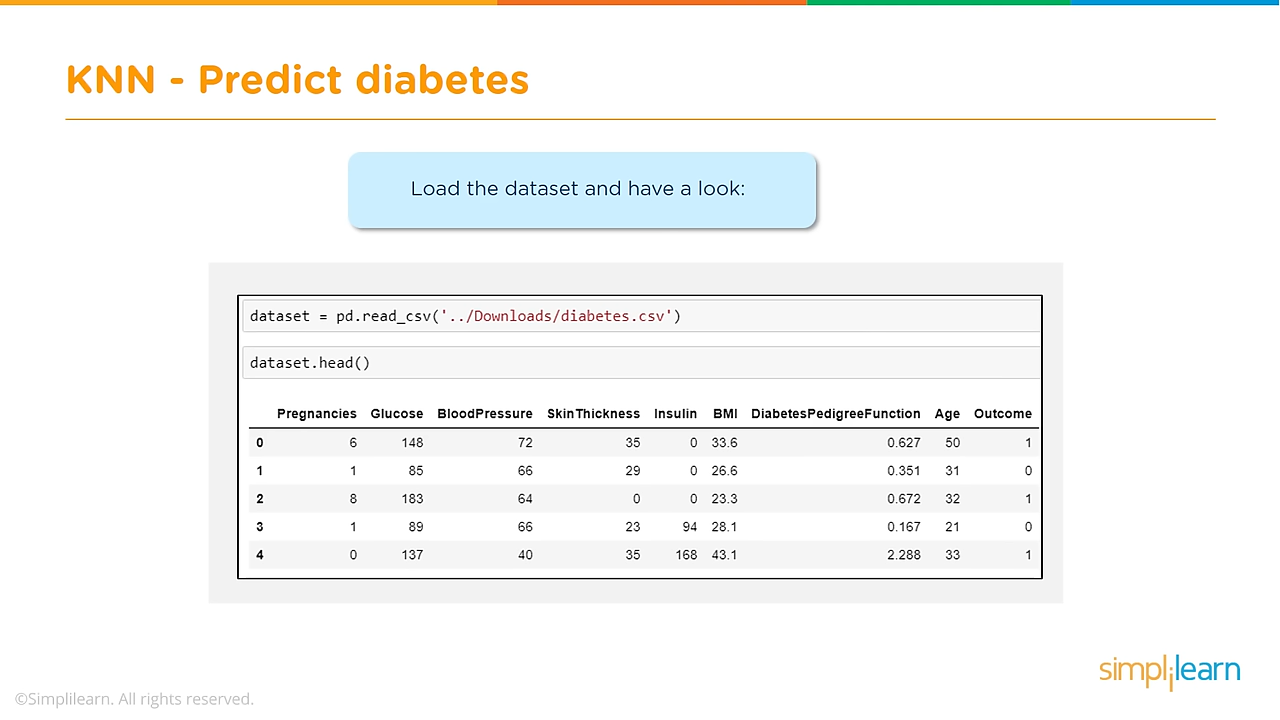 KNN - Predict diabetes
Load the dataset and have a look:
dataset = pd.read_csv('../Downloads/diabetes.csv')
dataset.head()
Pregnancies Glucose BloodPressure SkinThickness Insulin BMI DiabetesPedigreeFunction Age Outcome
0 6 148 72 35 0 33.6 0.627 50 1
1 1 85 66 29 0 26.6 0.351 31 0
2 8 183 64 0 0 23.3 0.672 32 1
3 1 89 66 23 94 28.1 0.167 21 0
4 0 137 40 35 168 43.1 2.288 33 1
simplilearn
©Simplilearn. All rights reserved.